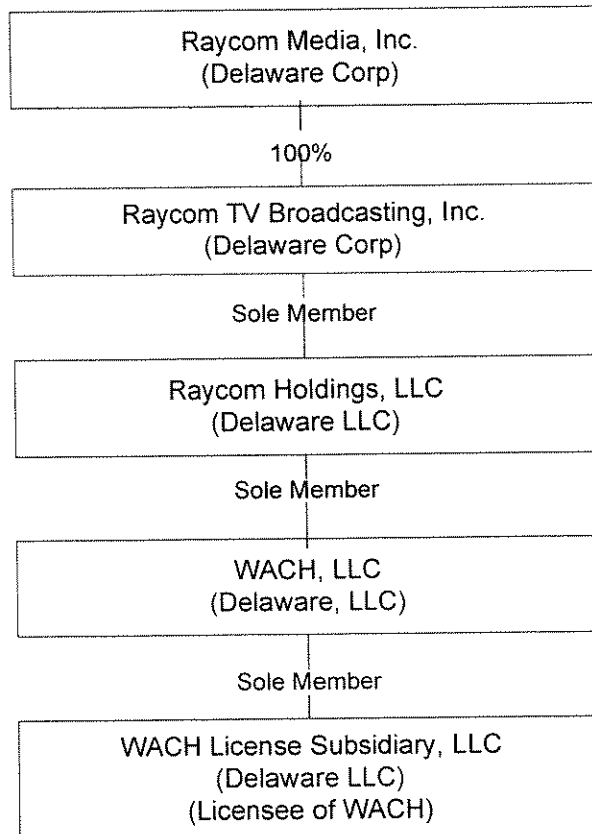 Raycom Media, Inc.
(Delaware Corp)
100%
Raycom TV Broadcasting, Inc.
(Delaware Corp)
Sole Member
Raycom Holdings, LLC
(Delaware LLC)
Sole Member
WACH, LLC
(Delaware, LLC)
Sole Member
WACH License Subsidiary, LLC
(Delaware LLC)
(Licensee of WACH)